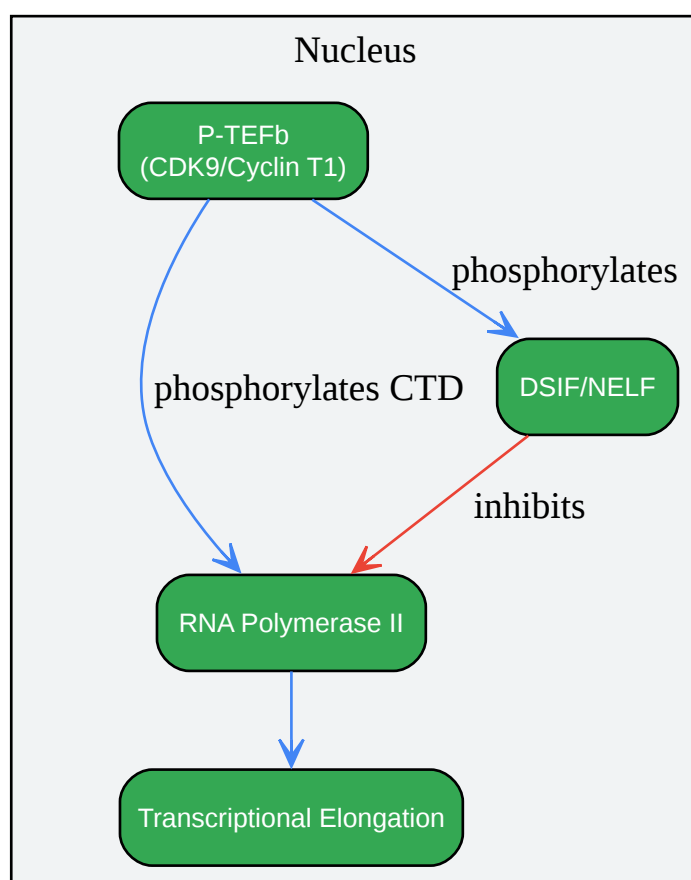 Nucleus
P-TEFb
(CDK9/Cyclin T1)
phosphorylates
phosphorylates CTD
DSIF/NELF
inhibits
RNA Polymerase II
Transcriptional Elongation